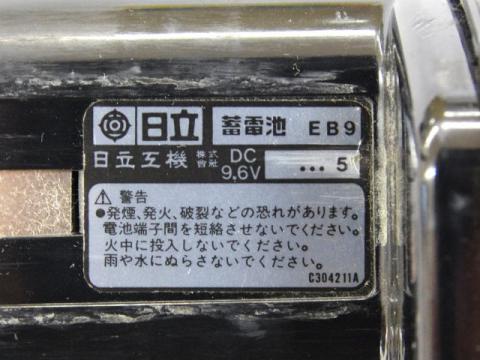 日立 蓄電池 EB9
日立工機 株式会社 DC 9.6V ... 5
⚠ 警告
●発煙、発火、破裂などの恐れがあります。
電池端子間を短絡させないでください。
火中に投入しないでください。
雨や水にぬらさないでください。
C304211A